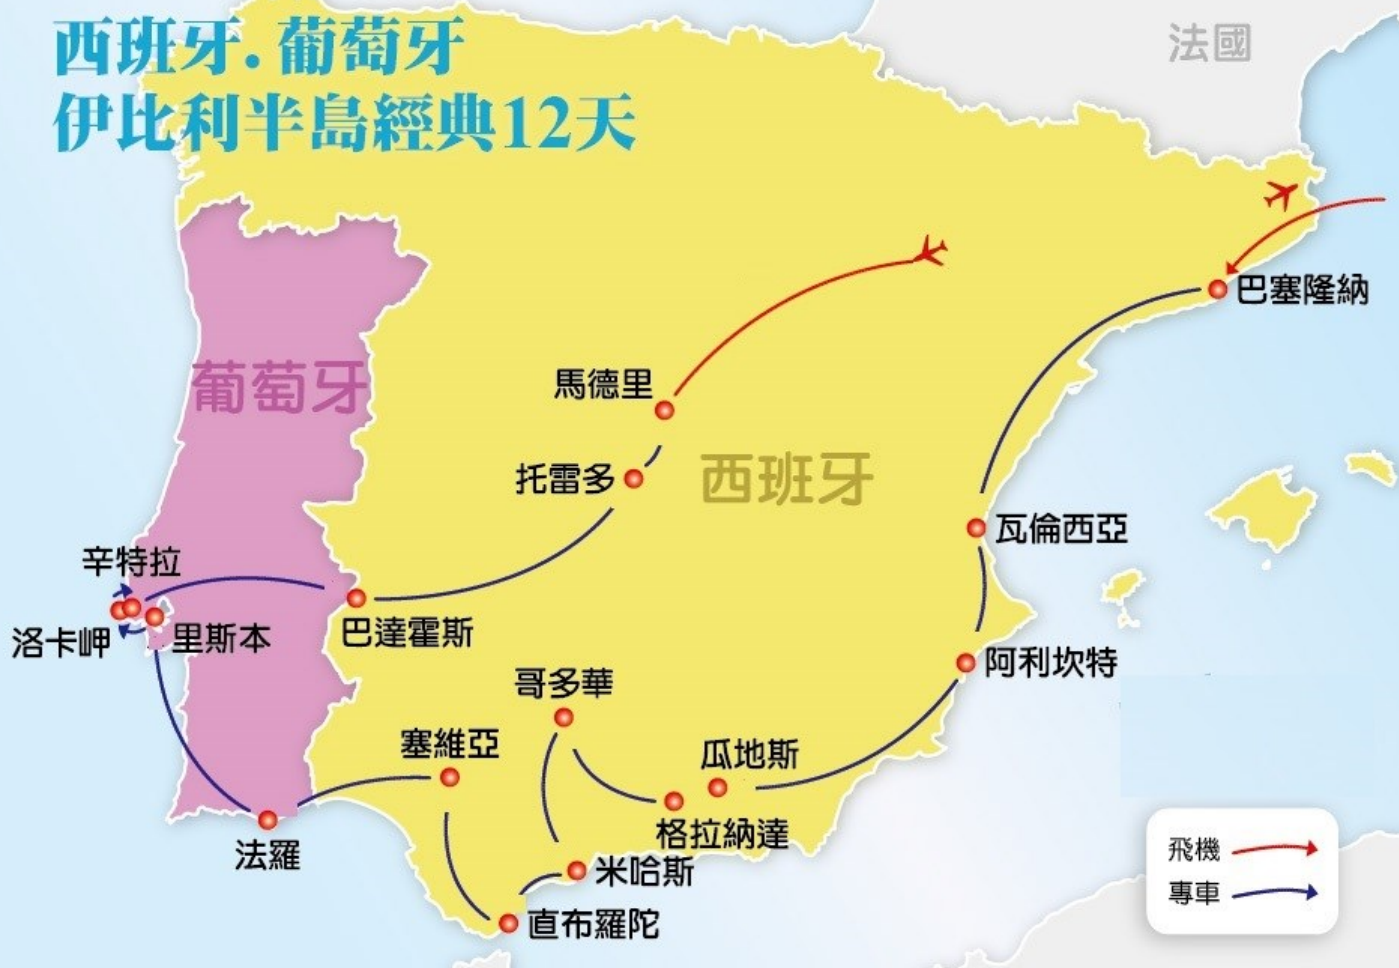 西班牙.葡萄牙
伊比利半島經典12天
法國
巴塞隆納
葡萄牙
馬德里
托雷多
西班牙
瓦倫西亞
辛特拉
洛卡岬
里斯本
巴達霍斯
阿利坎特
哥多華
塞維亞
瓜地斯
格拉納達
法羅
米哈斯
直布羅陀
飛機
專車